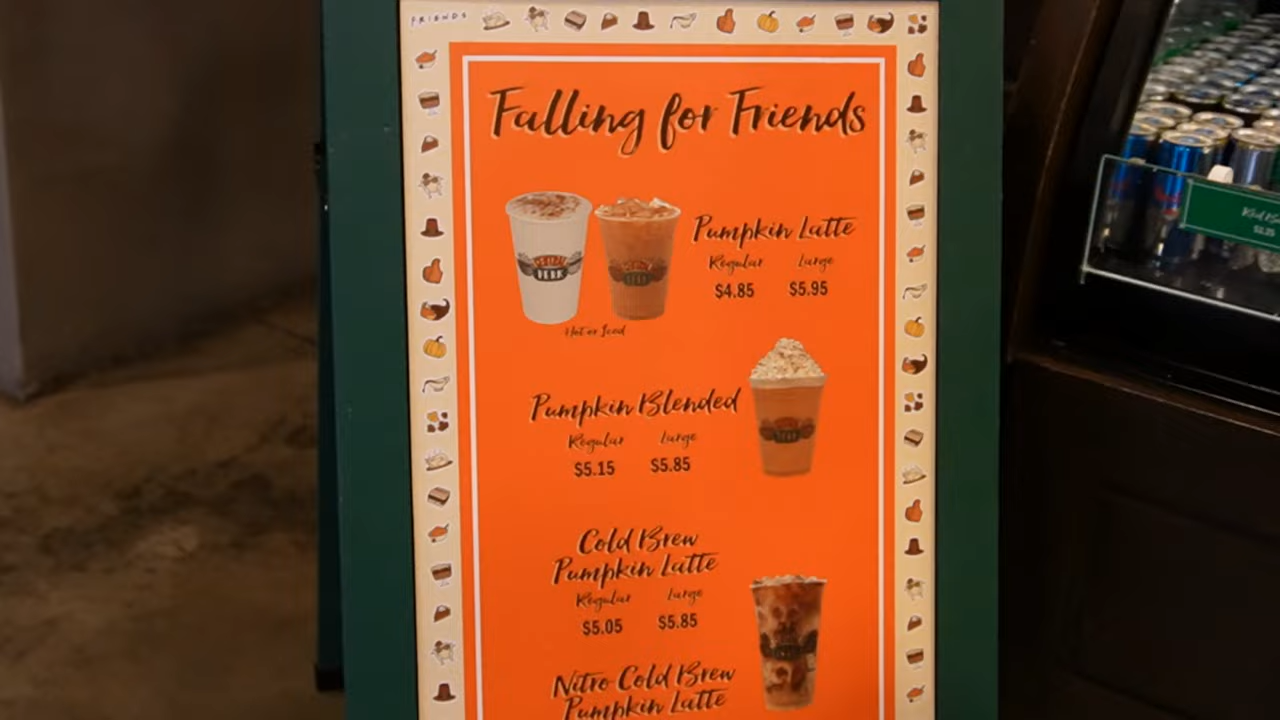 FRIENDS
Falling for Friends
Pumpkin Latte
Regular Large
$4.85 $5.95
Hot or Iced
PERK
Pumpkin Blended
Regular Large
$5.15 $5.85
Cold Brew
Pumpkin Latte
Regular Large
$5.05 $5.85
Nitro Cold Brew
Pumpkin Latte